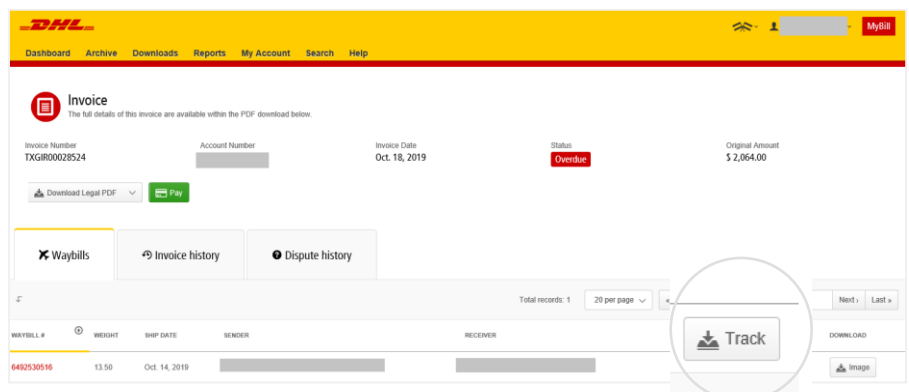 DHL
MyBill
Dashboard Archive Downloads Reports My Account Search Help
Invoice
The full details of this invoice are available within the PDF download below.
Invoice Number Account Number Invoice Date Status Original Amount
TXGIR00028524 Oct. 18, 2019 Overdue $ 2,064.00
Download Legal PDF Pay
Waybills Invoice history Dispute history
Total records: 1 20 per page « Next › Last »
Track
WAYBILL # WEIGHT SHIP DATE SENDER RECEIVER DOWNLOAD
6492530516 13.50 Oct. 14, 2019 Image